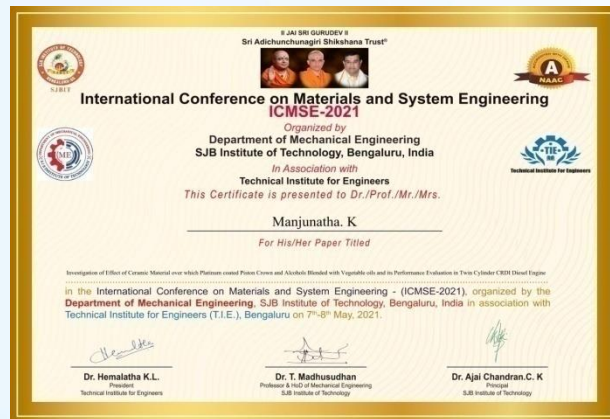 ॥ JAI SRI GURUDEV ॥
Sri Adichunchunagiri Shikshana Trust®
SJBIT
A
NAAC
International Conference on Materials and System Engineering
ICMSE-2021
Organized by
Department of Mechanical Engineering
SJB Institute of Technology, Bengaluru, India
In Association with
Technical Institute for Engineers
TIE
Technical Institute For Engineers
This Certificate is presented to Dr./Prof./Mr./Mrs.
Manjunatha. K
For His/Her Paper Titled
Investigation of Effect of Ceramic Material over which Platinum coated Piston Crown and Alcohols Blended with Vegetable oils and its Performance Evaluation in Twin Cylinder CRDI Diesel Engine
in the International Conference on Materials and System Engineering - (ICMSE-2021), organized by the
Department of Mechanical Engineering, SJB Institute of Technology, Bengaluru, India in association with
Technical Institute for Engineers (T.I.E.), Bengaluru on 7th-8th May, 2021.
Dr. Hemalatha K.L.
President
Technical Institute for Engineers
Dr. T. Madhusudhan
Professor & HoD of Mechanical Engineering
SJB Institute of Technology
Dr. Ajai Chandran.C. K
Principal
SJB Institute of Technology